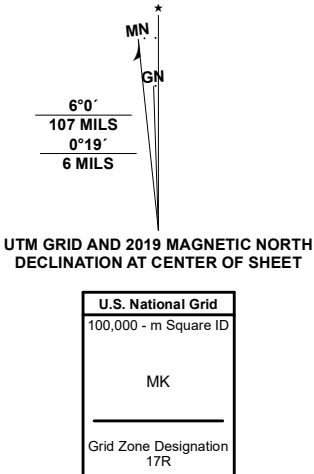 ★
MN
GN
6°0´
107 MILS
0°19´
6 MILS
UTM GRID AND 2019 MAGNETIC NORTH
DECLINATION AT CENTER OF SHEET
U.S. National Grid
100,000 - m Square ID
MK
Grid Zone Designation
17R